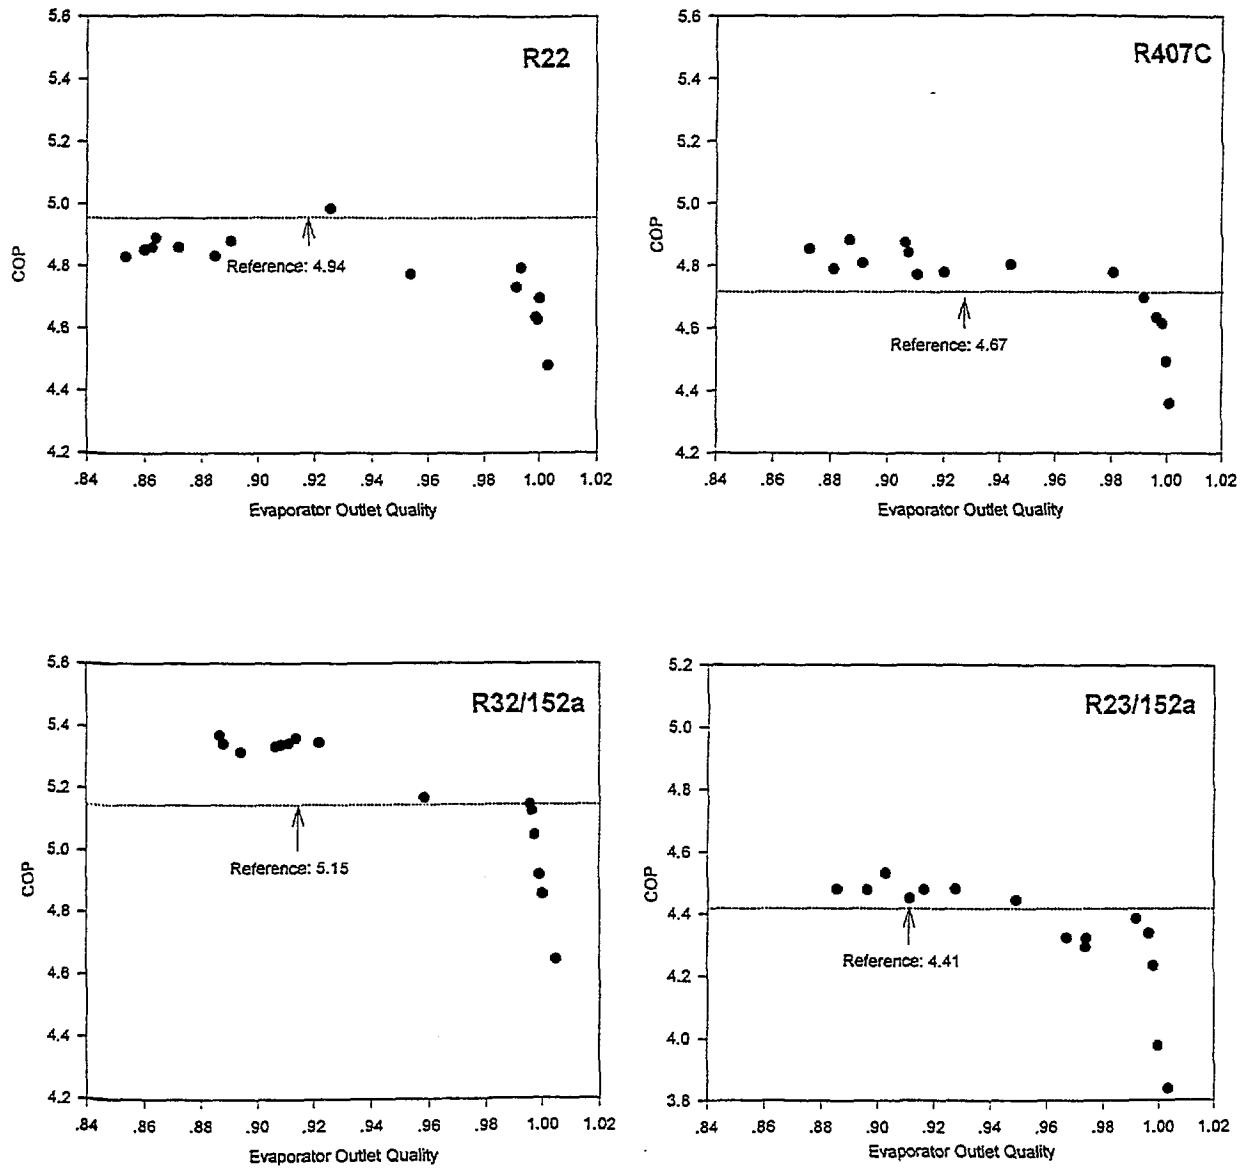 5.6
R22
5.4
5.2
5.0
COP
4.8
Reference: 4.94
4.6
4.4
4.2
.84 .86 .88 .90 .92 .94 .96 .98 1.00 1.02
Evaporator Outlet Quality
5.6
R407C
5.4
5.2
5.0
COP
4.8
4.6
Reference: 4.67
4.4
4.2
.84 .86 .88 .90 .92 .94 .96 .98 1.00 1.02
Evaporator Outlet Quality
5.6
R32/152a
5.4
5.2
5.0
Reference: 5.15
COP
4.8
4.6
4.4
4.2
.84 .86 .88 .90 .92 .94 .96 .98 1.00 1.02
Evaporator Outlet Quality
5.2
R23/152a
5.0
4.8
4.6
COP
4.4
Reference: 4.41
4.2
4.0
3.8
.84 .86 .88 .90 .92 .94 .96 .98 1.00 1.02
Evaporator Outlet Quality